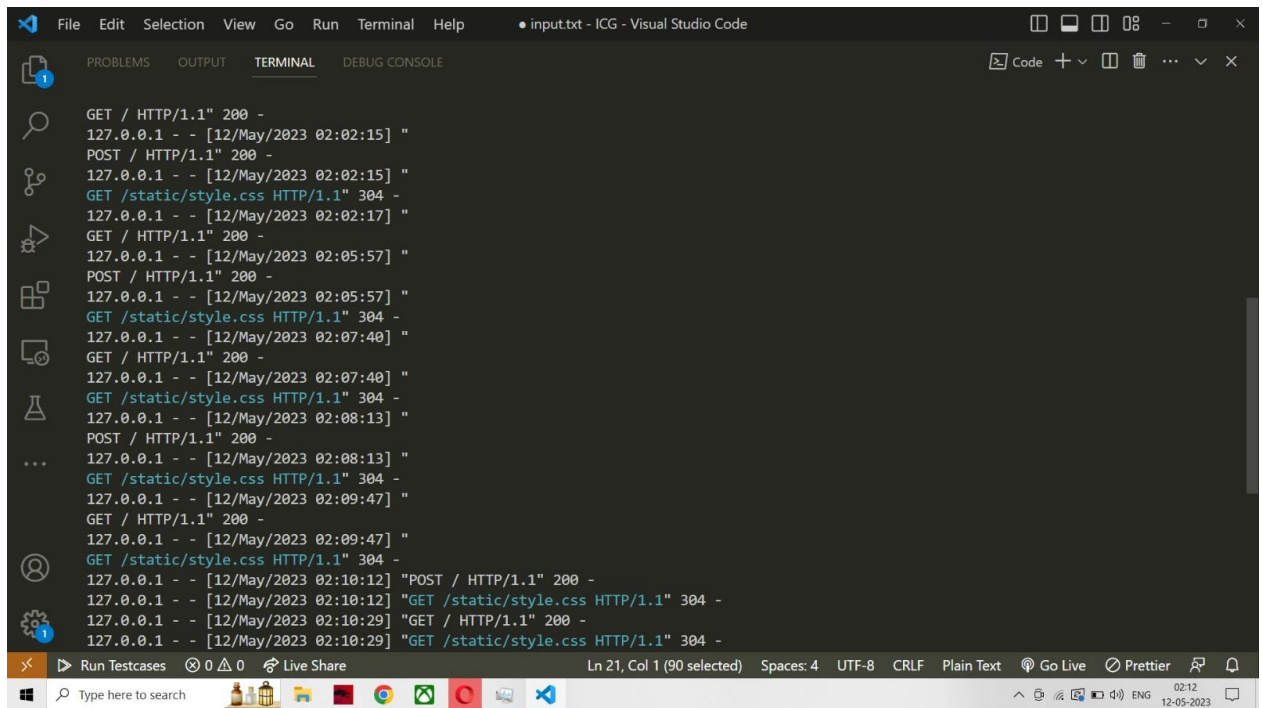 File Edit Selection View Go Run Terminal Help ● input.txt - ICG - Visual Studio Code
PROBLEMS OUTPUT TERMINAL DEBUG CONSOLE Code
GET / HTTP/1.1" 200 -
127.0.0.1 - - [12/May/2023 02:02:15] "
POST / HTTP/1.1" 200 -
127.0.0.1 - - [12/May/2023 02:02:15] "
GET /static/style.css HTTP/1.1" 304 -
127.0.0.1 - - [12/May/2023 02:02:17] "
GET / HTTP/1.1" 200 -
127.0.0.1 - - [12/May/2023 02:05:57] "
POST / HTTP/1.1" 200 -
127.0.0.1 - - [12/May/2023 02:05:57] "
GET /static/style.css HTTP/1.1" 304 -
127.0.0.1 - - [12/May/2023 02:07:40] "
GET / HTTP/1.1" 200 -
127.0.0.1 - - [12/May/2023 02:07:40] "
GET /static/style.css HTTP/1.1" 304 -
127.0.0.1 - - [12/May/2023 02:08:13] "
POST / HTTP/1.1" 200 -
127.0.0.1 - - [12/May/2023 02:08:13] "
GET /static/style.css HTTP/1.1" 304 -
127.0.0.1 - - [12/May/2023 02:09:47] "
GET / HTTP/1.1" 200 -
127.0.0.1 - - [12/May/2023 02:09:47] "
GET /static/style.css HTTP/1.1" 304 -
127.0.0.1 - - [12/May/2023 02:10:12] "POST / HTTP/1.1" 200 -
127.0.0.1 - - [12/May/2023 02:10:12] "GET /static/style.css HTTP/1.1" 304 -
127.0.0.1 - - [12/May/2023 02:10:29] "GET / HTTP/1.1" 200 -
127.0.0.1 - - [12/May/2023 02:10:29] "GET /static/style.css HTTP/1.1" 304 -
1
1
Run Testcases 0 0 Live Share Ln 21, Col 1 (90 selected) Spaces: 4 UTF-8 CRLF Plain Text Go Live Prettier
Type here to search ENG 02:12
12-05-2023